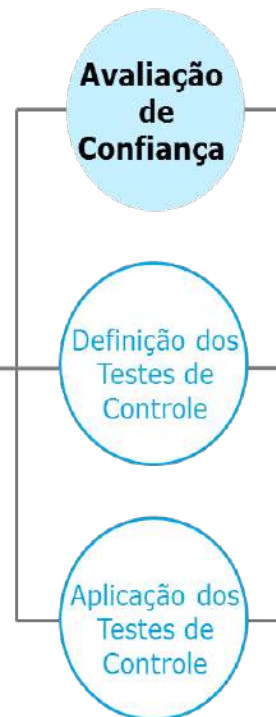 Avaliação
de
Confiança
Definição dos
Testes de
Controle
Aplicação dos
Testes de
Controle